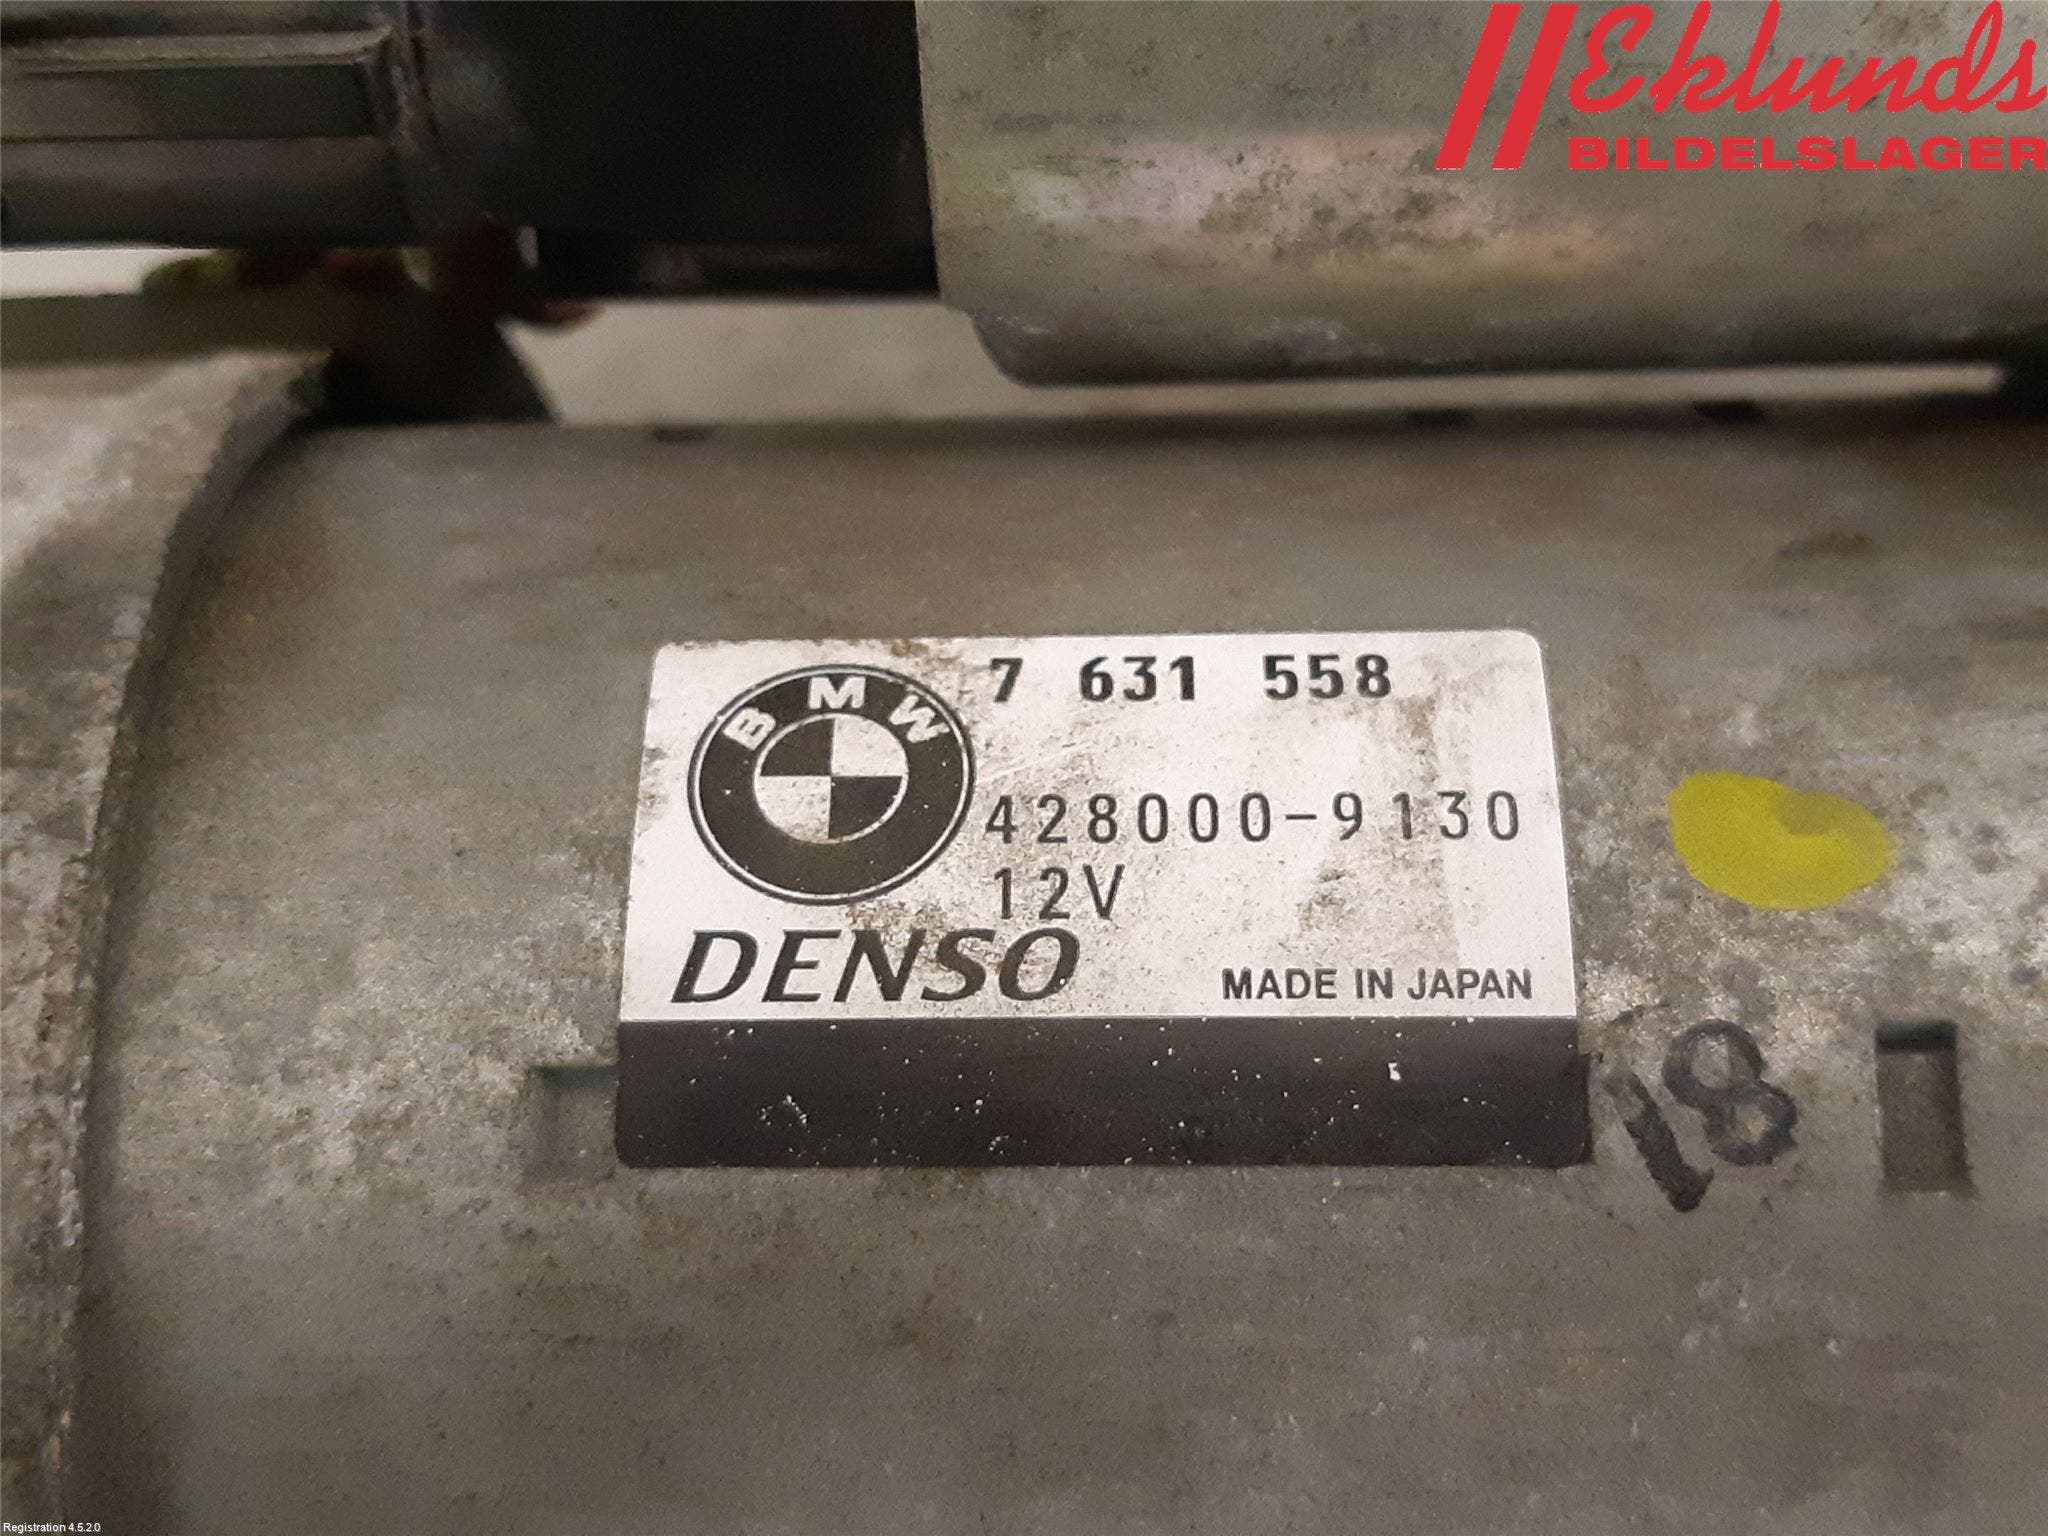 Eklunds
BILDELSLAGER
BMW
7 631 558
428000-9130
12V
DENSO
MADE IN JAPAN
18
Registration 4.5.2.0